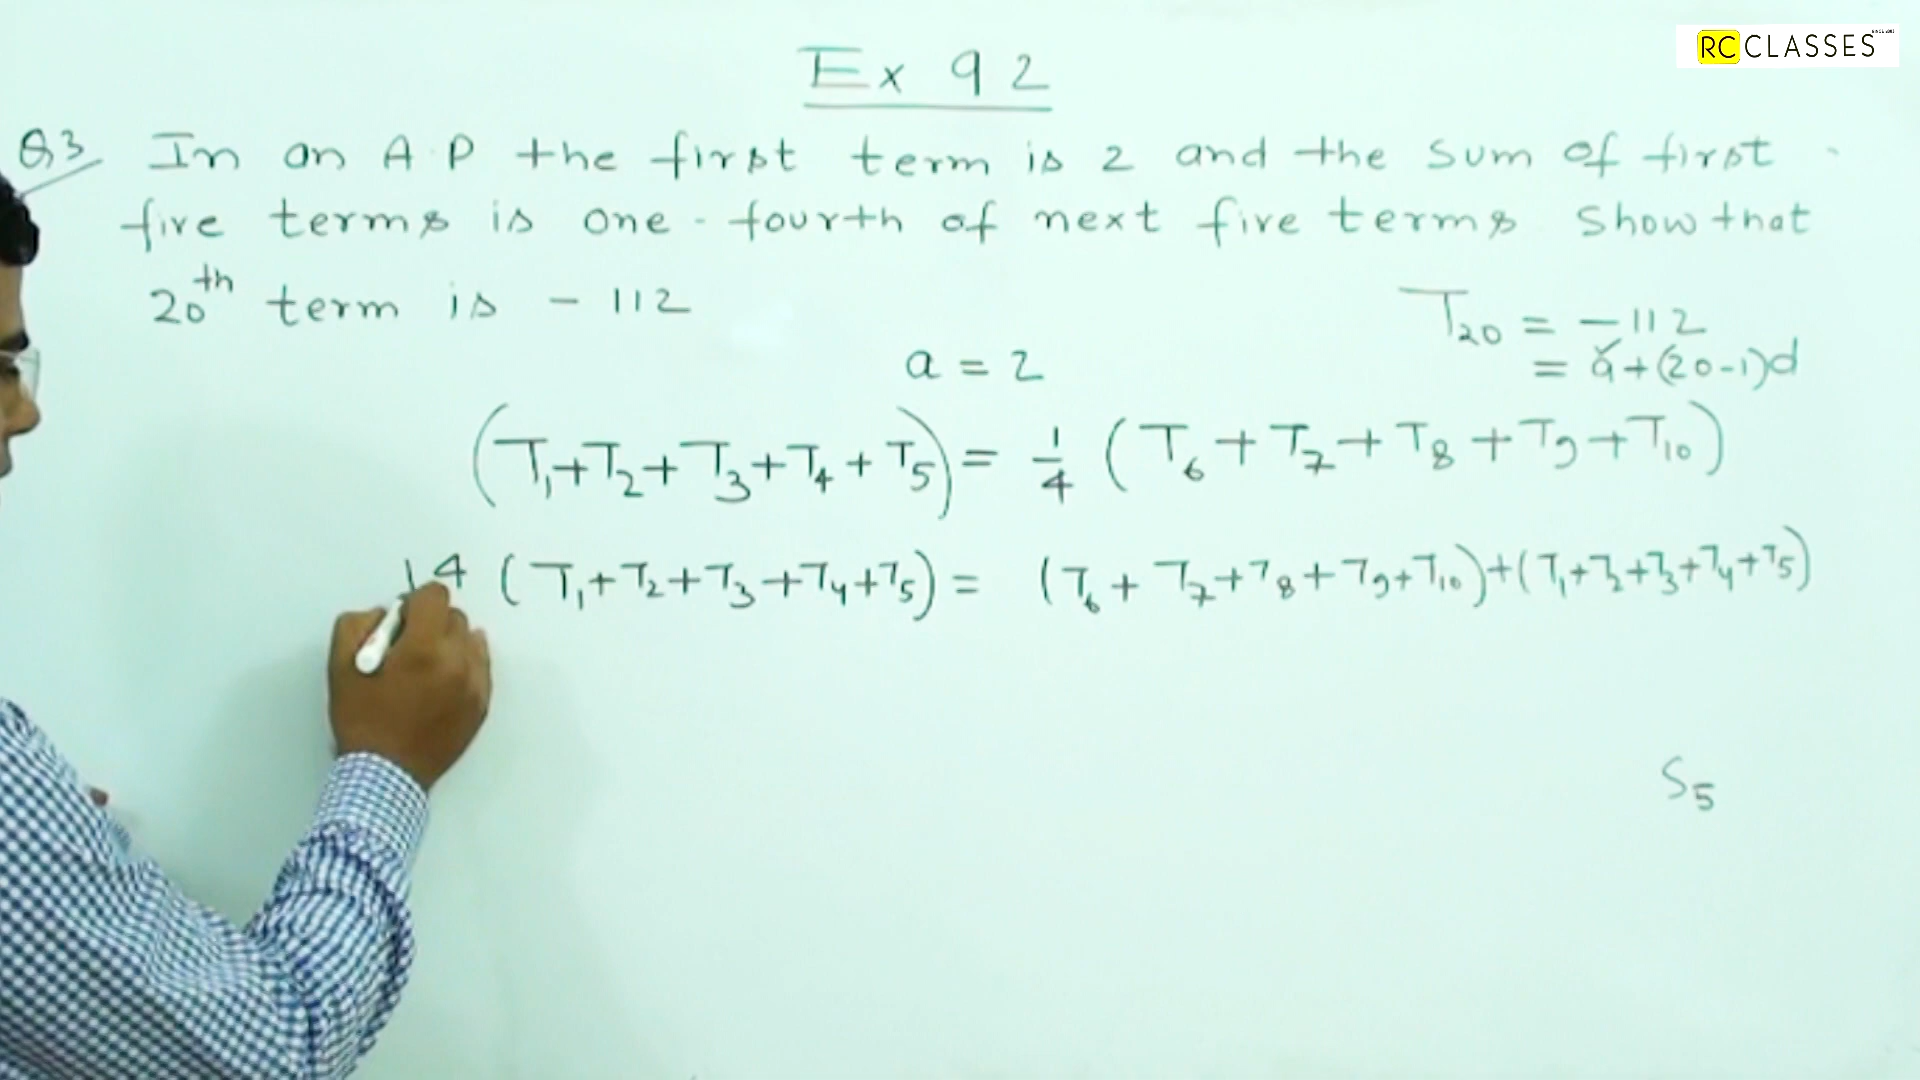 RC CLASSES
SINCE 2003
Ex 9 2
Q3 In an A.P the first term is 2 and the sum of first
five terms is one-fourth of next five terms show that
20th term is - 112
T20 = -112
= a+(20-1)d
a = 2
(T1+T2+T3+T4+T5) = 1/4 (T6+T7+T8+T9+T10)
14 (T1+T2+T3+T4+T5) = (T6+T7+T8+T9+T10)+(T1+T2+T3+T4+T5)
S5